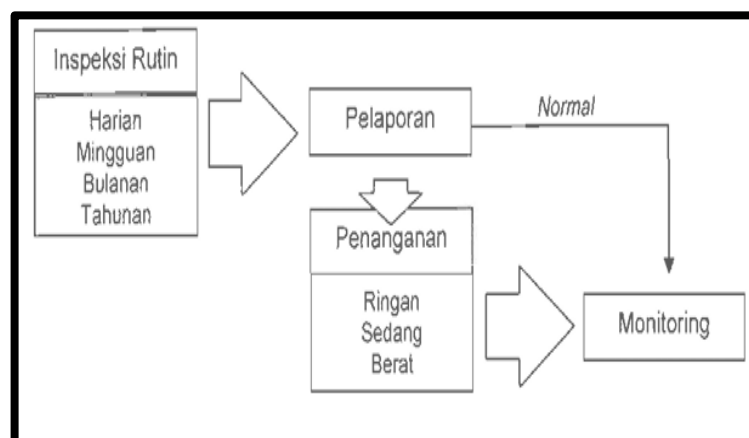 Inspeksi Rutin
Harian
Mingguan
Bulanan
Tahunan
Pelaporan
Normal
Penanganan
Ringan
Sedang
Berat
Monitoring